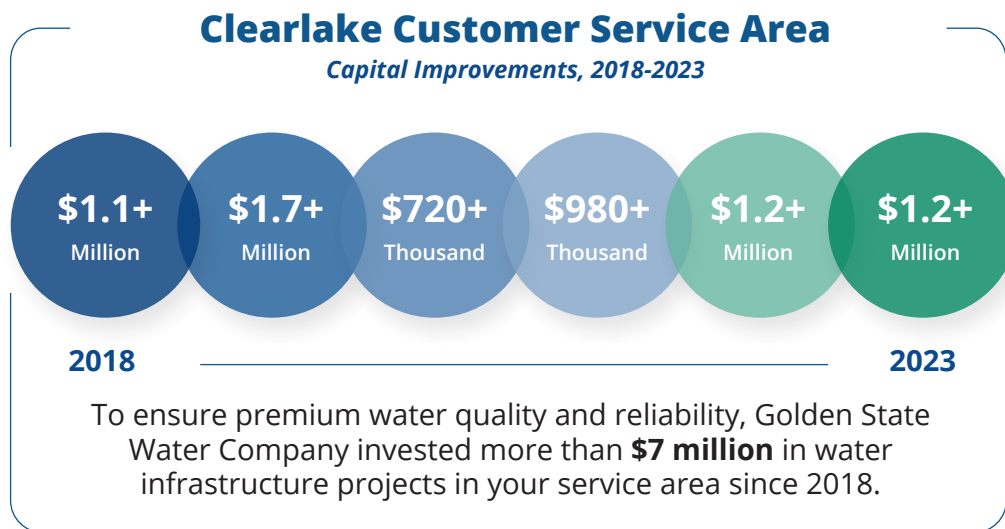 Clearlake Customer Service Area
Capital Improvements, 2018-2023
$1.1+
Million
$1.7+
Million
$720+
Thousand
$980+
Thousand
$1.2+
Million
$1.2+
Million
2018
2023
To ensure premium water quality and reliability, Golden State
Water Company invested more than $7 million in water
infrastructure projects in your service area since 2018.